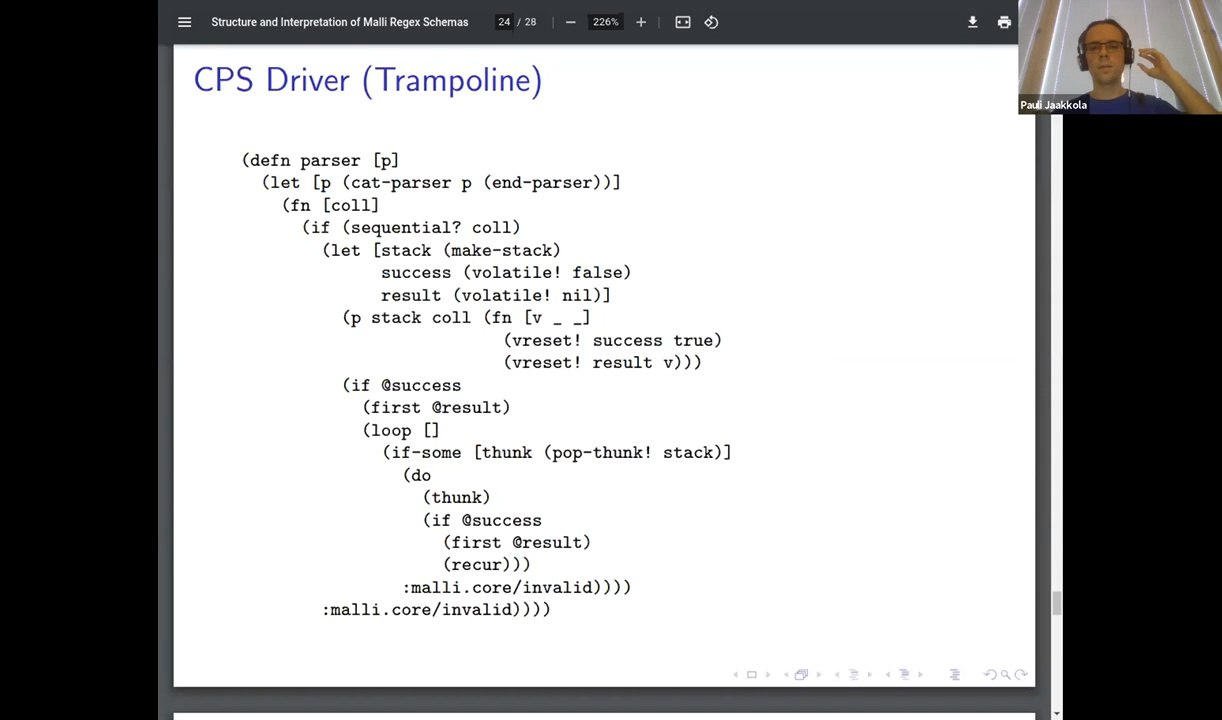 Structure and Interpretation of Malli Regex Schemas
24 / 28
226%
Pauli Jaakkola
CPS Driver (Trampoline)
(defn parser [p]
(let [p (cat-parser p (end-parser))]
(fn [coll]
(if (sequential? coll)
(let [stack (make-stack)
success (volatile! false)
result (volatile! nil)]
(p stack coll (fn [v _ _]
(vreset! success true)
(vreset! result v)))
(if @success
(first @result)
(loop []
(if-some [thunk (pop-thunk! stack)]
(do
(thunk)
(if @success
(first @result)
(recur)))
:malli.core/invalid))))
:malli.core/invalid))))